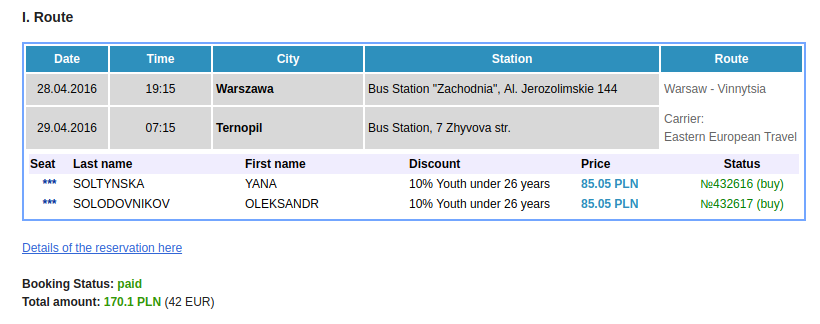 I. Route
Date Time City Station Route
28.04.2016 19:15 Warszawa Bus Station "Zachodnia", Al. Jerozolimskie 144 Warsaw - Vinnytsia
29.04.2016 07:15 Ternopil Bus Station, 7 Zhyvova str. Carrier:
Eastern European Travel
Seat Last name First name Discount Price Status
*** SOLTYNSKA YANA 10% Youth under 26 years 85.05 PLN №432616 (buy)
*** SOLODOVNIKOV OLEKSANDR 10% Youth under 26 years 85.05 PLN №432617 (buy)
Details of the reservation here
Booking Status: paid
Total amount: 170.1 PLN (42 EUR)